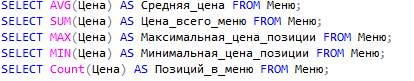 SELECT AVG(Цена) AS Средняя_цена FROM Меню;
SELECT SUM(Цена) AS Цена_всего_меню FROM Меню;
SELECT MAX(Цена) AS Максимальная_цена_позиции FROM Меню;
SELECT MIN(Цена) AS Минимальная_цена_позиции FROM Меню;
SELECT Count(Цена) AS Позиций_в_меню FROM Меню;